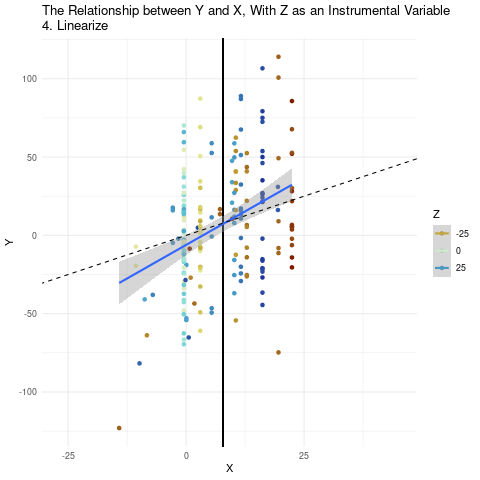 The Relationship between Y and X, With Z as an Instrumental Variable
4. Linearize
100
50
0
-50
-100
Y
-25
0
25
X
Z
-25
0
25